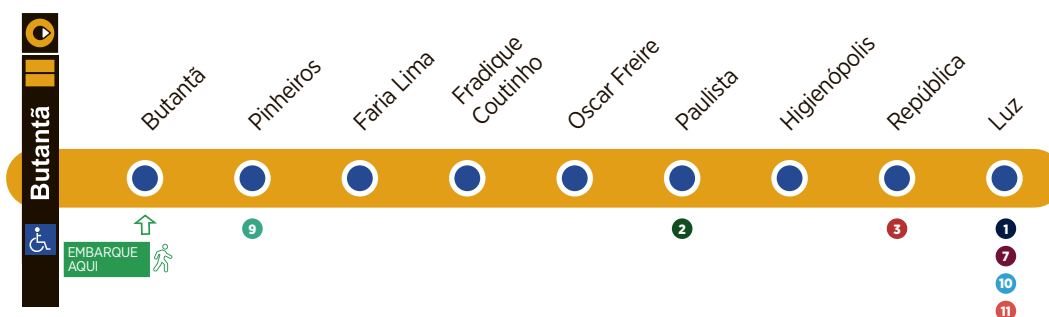 Butantã
Butantã
Pinheiros
Faria Lima
Fradique
Coutinho
Oscar Freire
Paulista
Higienópolis
República
Luz
EMBARQUE
AQUI
9
2
3
1
7
10
11